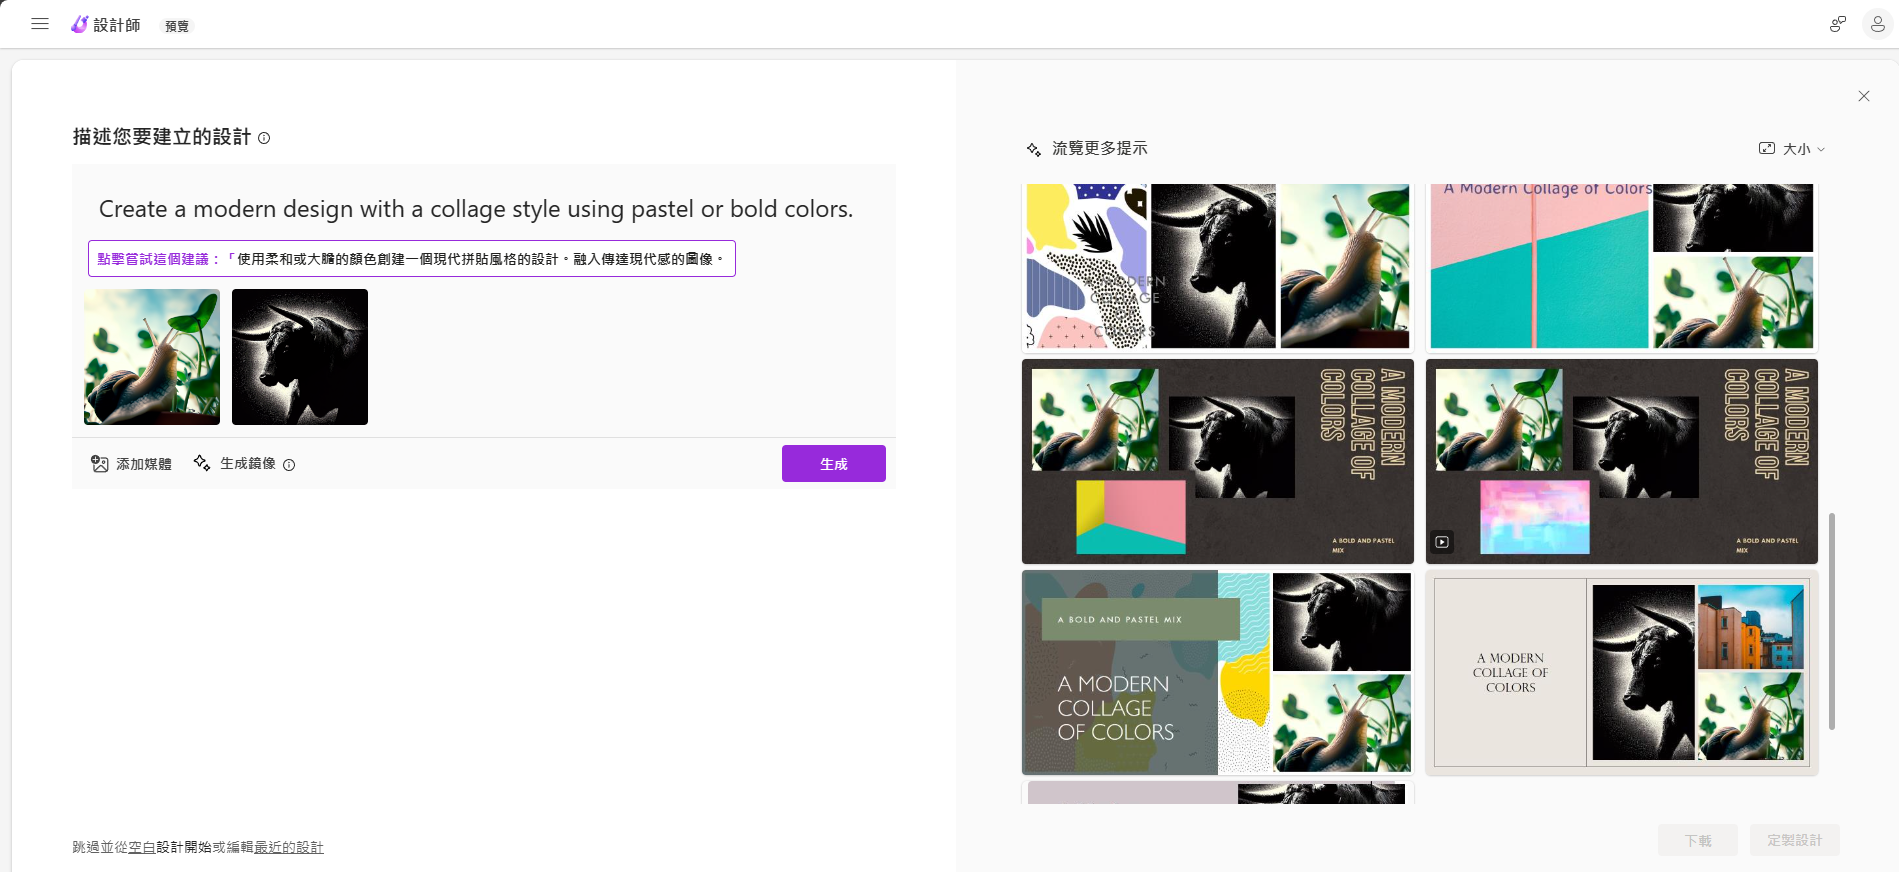 設計師
預覽
描述您要建立的設計
Create a modern design with a collage style using pastel or bold colors.
點擊嘗試這個建議：「使用柔和或大膽的顏色創建一個現代拼貼風格的設計。融入傳達現代感的圖像。
添加媒體
生成鏡像
生成
跳過並從空白設計開始或編輯最近的設計
流覽更多提示
大小
MODERN
COLLAGE
COLORS
A Modern Collage of Colors
A MODERN
COLLAGE OF
COLORS
A BOLD AND PASTEL
MIX
A MODERN
COLLAGE OF
COLORS
A BOLD AND PASTEL
MIX
A BOLD AND PASTEL MIX
A MODERN
COLLAGE
OF COLORS
A MODERN
COLLAGE OF
COLORS
下載
定製設計